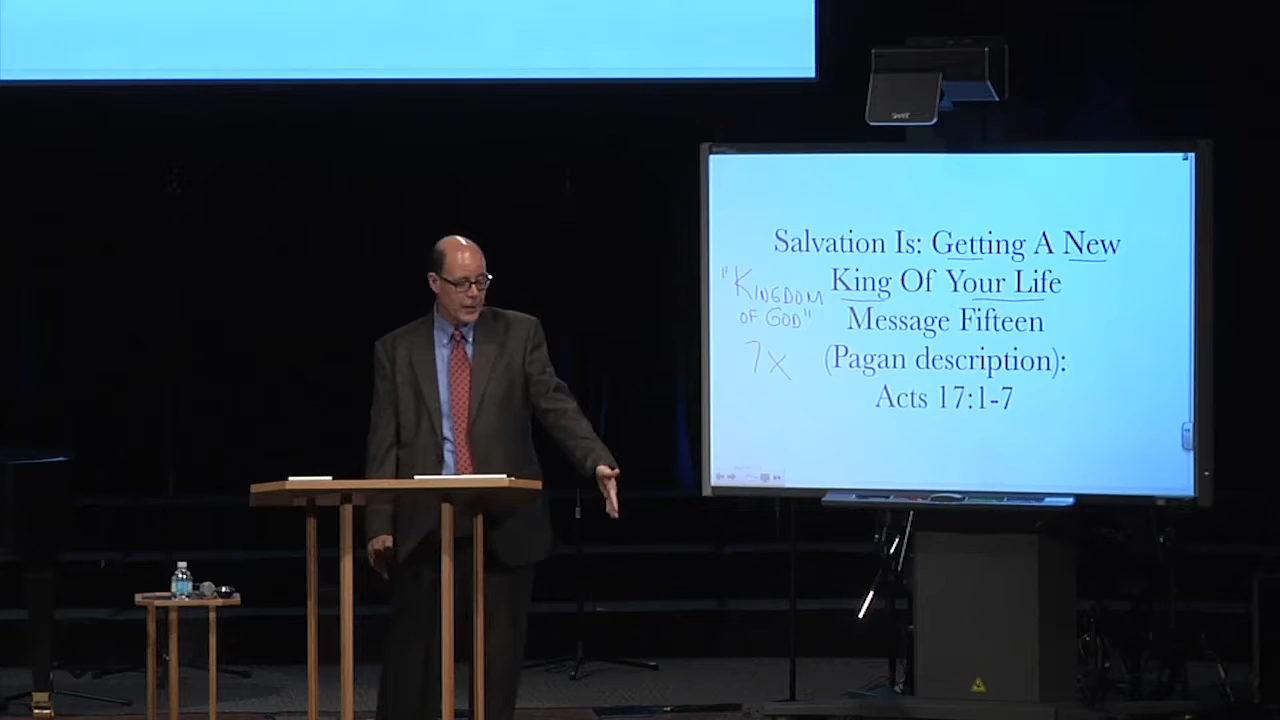 SMART
Salvation Is: Getting A New
King Of Your Life
Message Fifteen
(Pagan description):
Acts 17:1-7
"KINGDOM
OF GOD"
7x